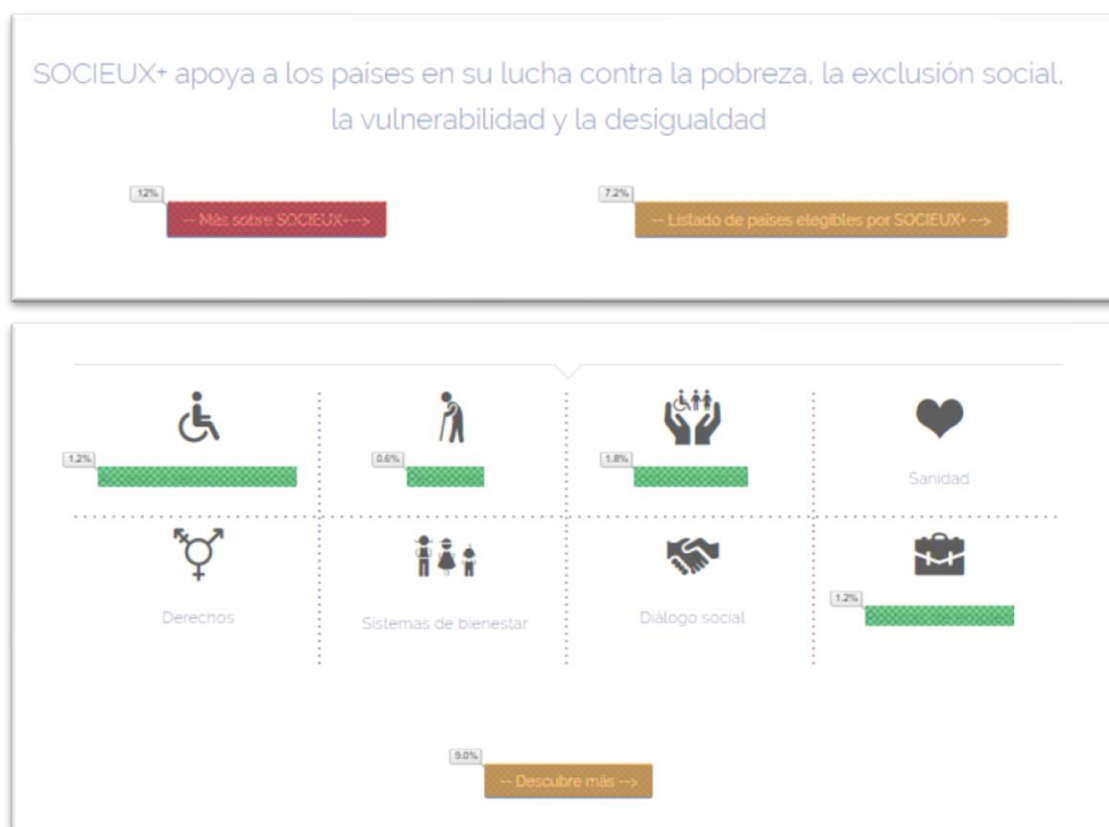 SOCIEUX+ apoya a los países en su lucha contra la pobreza, la exclusión social,
la vulnerabilidad y la desigualdad
12%
7.2%
-- Más sobre SOCIEUX+-->
-- Listado de países elegibles por SOCIEUX+ -->
1.2%
0.6%
1.8%
Sanidad
Derechos
Sistemas de bienestar
Diálogo social
1.2%
9.0%
-- Descubre más -->